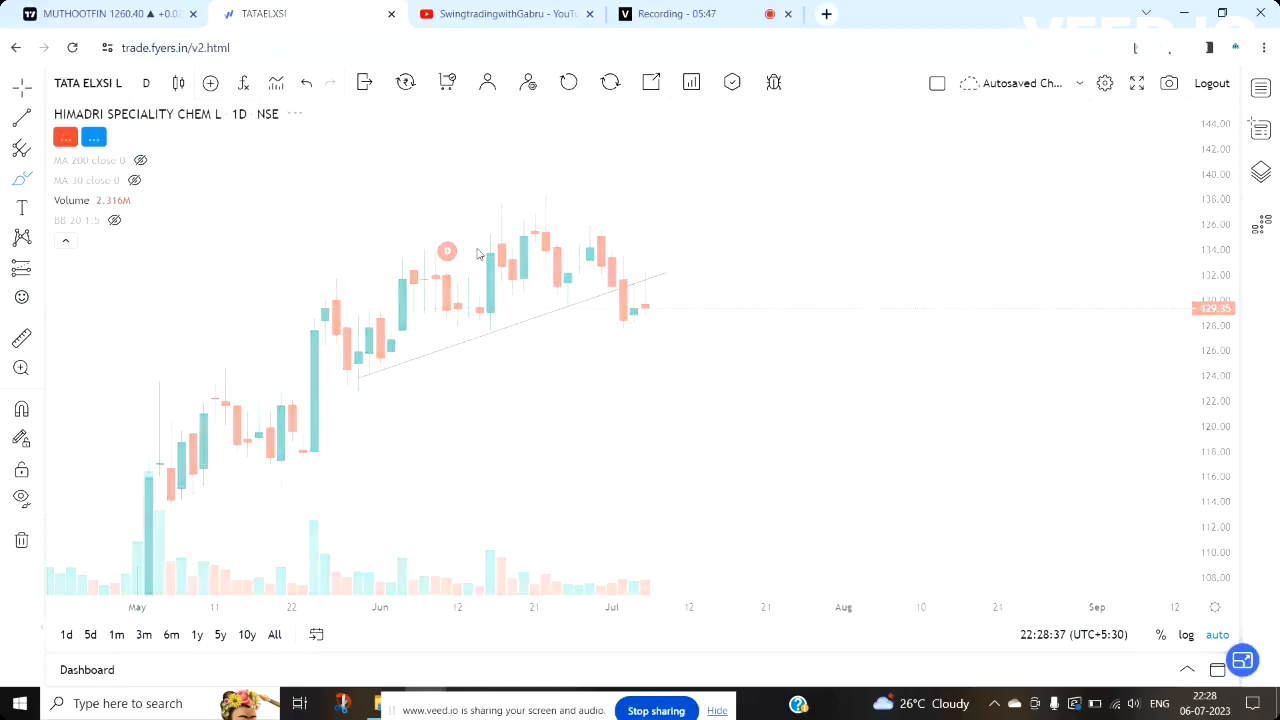 MUTHOOTFIN 1260.40 ▲ +0.0
TATAELXSI
SwingtradingwithGabru - YouTu
Recording - 05:47
VEED.IO
trade.fyers.in/v2.html
TATA ELXSI L D
Autosaved Ch...
Logout
HIMADRI SPECIALITY CHEM L · 1D · NSE
MA 200 close 0
MA 30 close 0
Volume 2.316M
BB 20 1.5
D
144.00
142.00
140.00
138.00
136.00
134.00
132.00
130.00
129.35
128.00
126.00
124.00
122.00
120.00
118.00
116.00
114.00
112.00
110.00
108.00
May 11 22 Jun 12 21 Jul 12 21 Aug 10 21 Sep 12
1d 5d 1m 3m 6m 1y 5y 10y All
22:28:37 (UTC+5:30) % log auto
Dashboard
Type here to search
www.veed.io is sharing your screen and audio.
Stop sharing
Hide
26°C Cloudy
ENG
22:28
06-07-2023